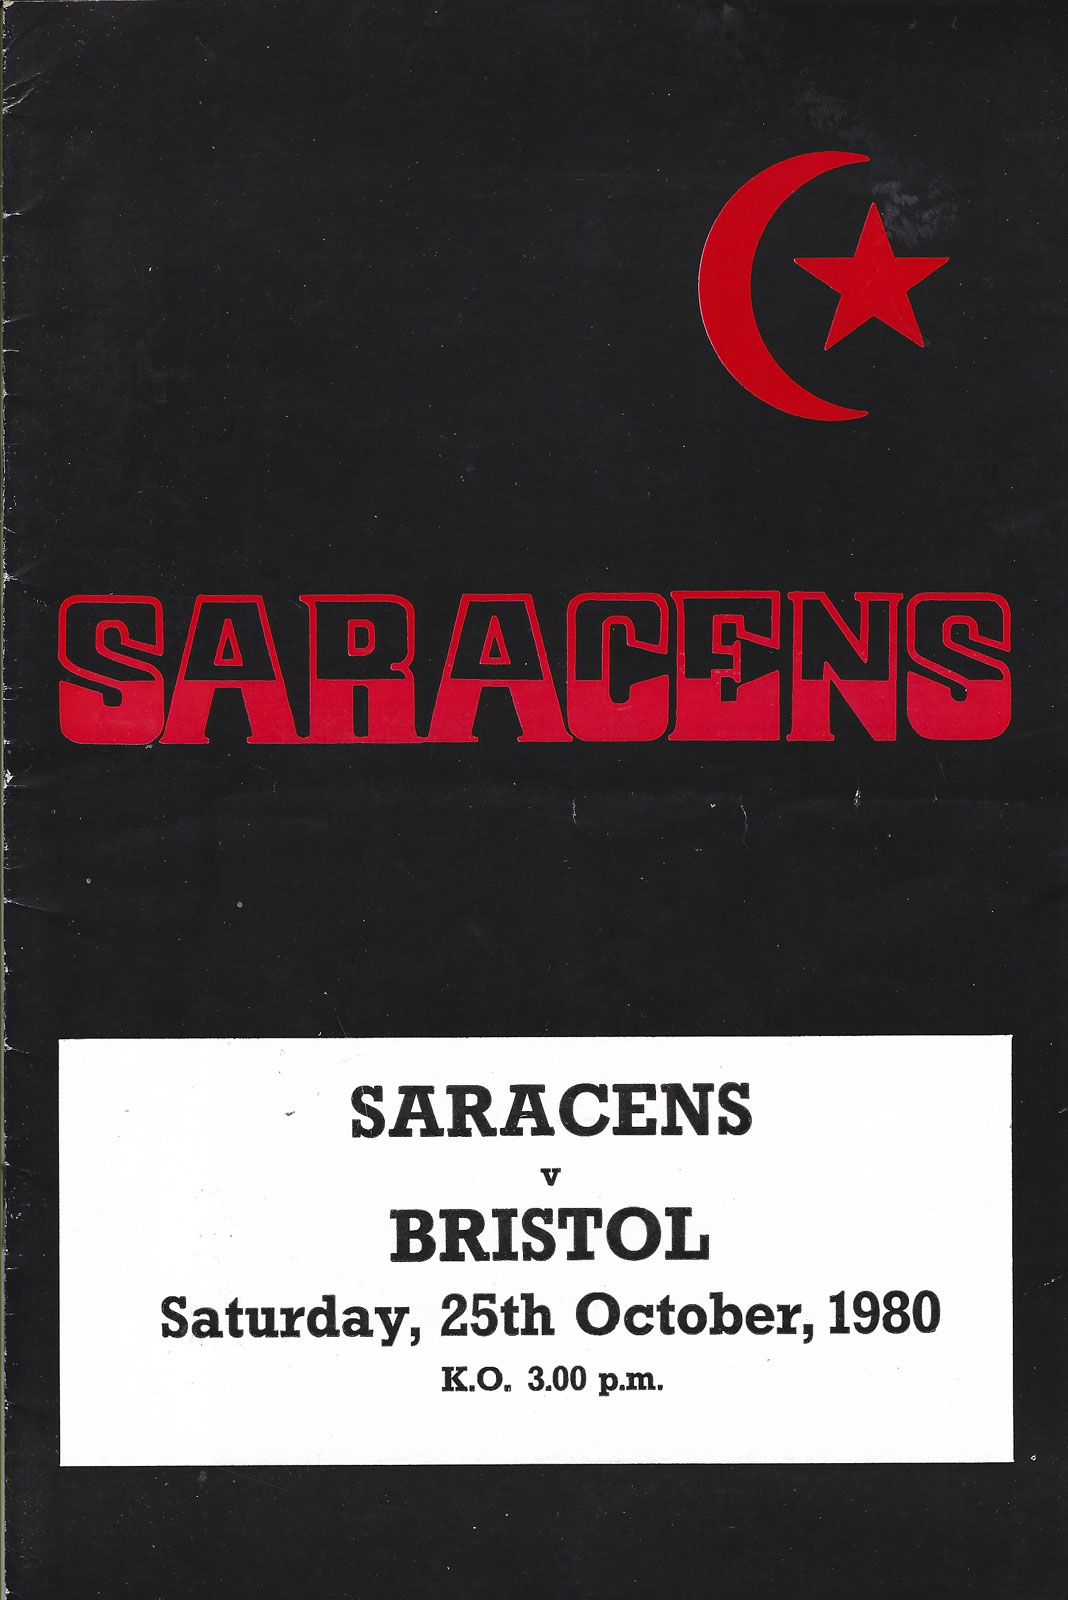 SARACENS
SARACENS
v
BRISTOL
Saturday, 25th October, 1980
K.O. 3.00 p.m.